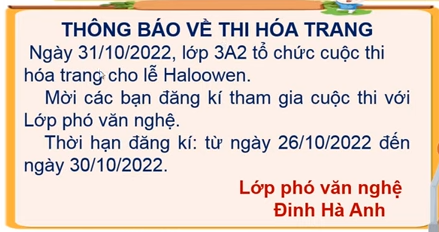 THÔNG BÁO VỀ THI HÓA TRANG
Ngày 31/10/2022, lớp 3A2 tổ chức cuộc thi
hóa trang cho lễ Haloowen.
Mời các bạn đăng kí tham gia cuộc thi với
Lớp phó văn nghệ.
Thời hạn đăng kí: từ ngày 26/10/2022 đến
ngày 30/10/2022.
Lớp phó văn nghệ
Đinh Hà Anh